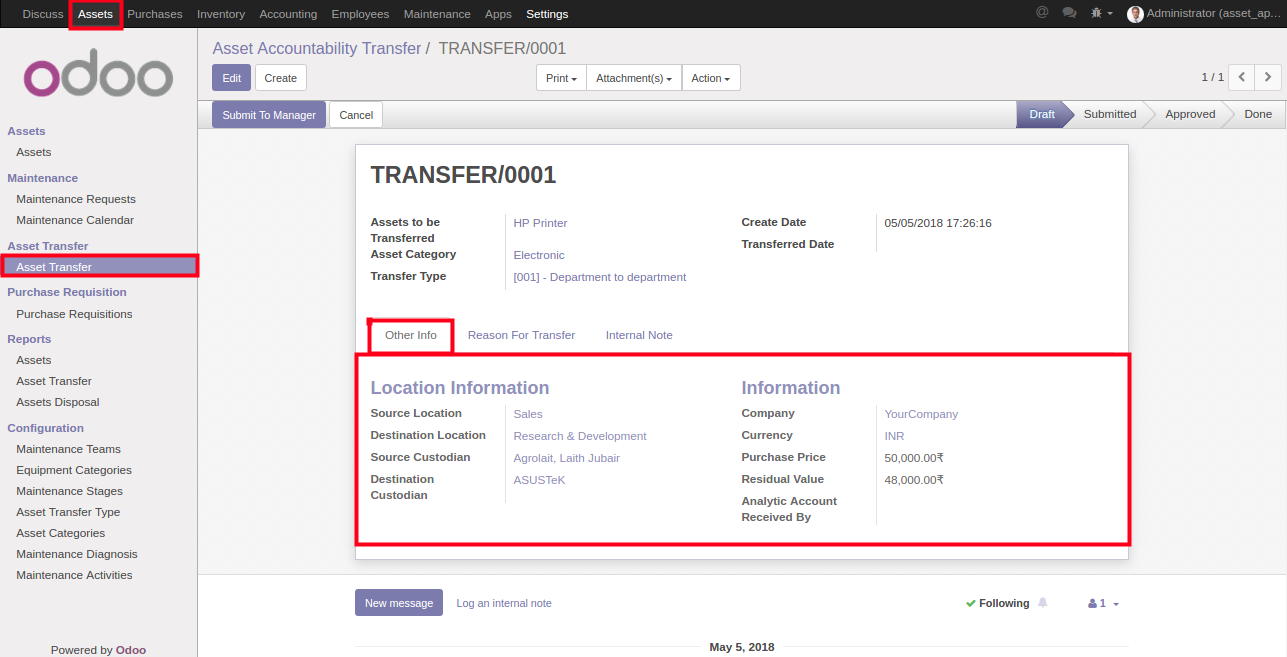 Discuss Assets Purchases Inventory Accounting Employees Maintenance Apps Settings @ Administrator (asset_ap...
odoo
Asset Accountability Transfer / TRANSFER/0001
Edit Create Print Attachment(s) Action 1 / 1
Submit To Manager Cancel Draft Submitted Approved Done
Assets
Assets
Maintenance
Maintenance Requests
Maintenance Calendar
Asset Transfer
Asset Transfer
Purchase Requisition
Purchase Requisitions
Reports
Assets
Asset Transfer
Assets Disposal
Configuration
Maintenance Teams
Equipment Categories
Maintenance Stages
Asset Transfer Type
Asset Categories
Maintenance Diagnosis
Maintenance Activities
Powered by Odoo
TRANSFER/0001
Assets to be
Transferred HP Printer
Asset Category Electronic
Transfer Type [001] - Department to department
Create Date 05/05/2018 17:26:16
Transferred Date
Other Info Reason For Transfer Internal Note
Location Information
Source Location Sales
Destination Location Research & Development
Source Custodian Agrolait, Laith Jubair
Destination
Custodian ASUSTeK
Information
Company YourCompany
Currency INR
Purchase Price 50,000.00₹
Residual Value 48,000.00₹
Analytic Account
Received By
New message Log an internal note Following 1
May 5, 2018